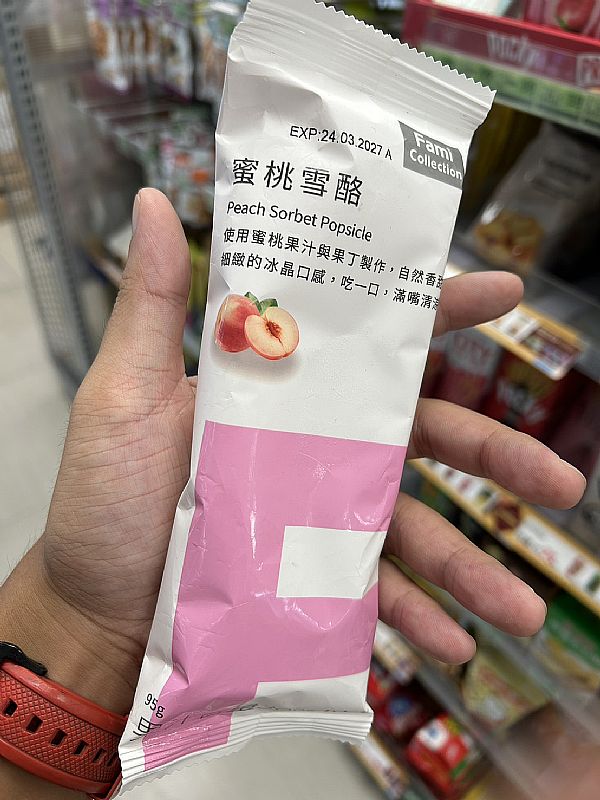 EXP:24.03.2027 A
Fami
Collection
蜜桃雪酪
Peach Sorbet Popsicle
使用蜜桃果汁與果丁製作，自然香甜
細緻的冰晶口感，吃一口，滿嘴清涼
95g